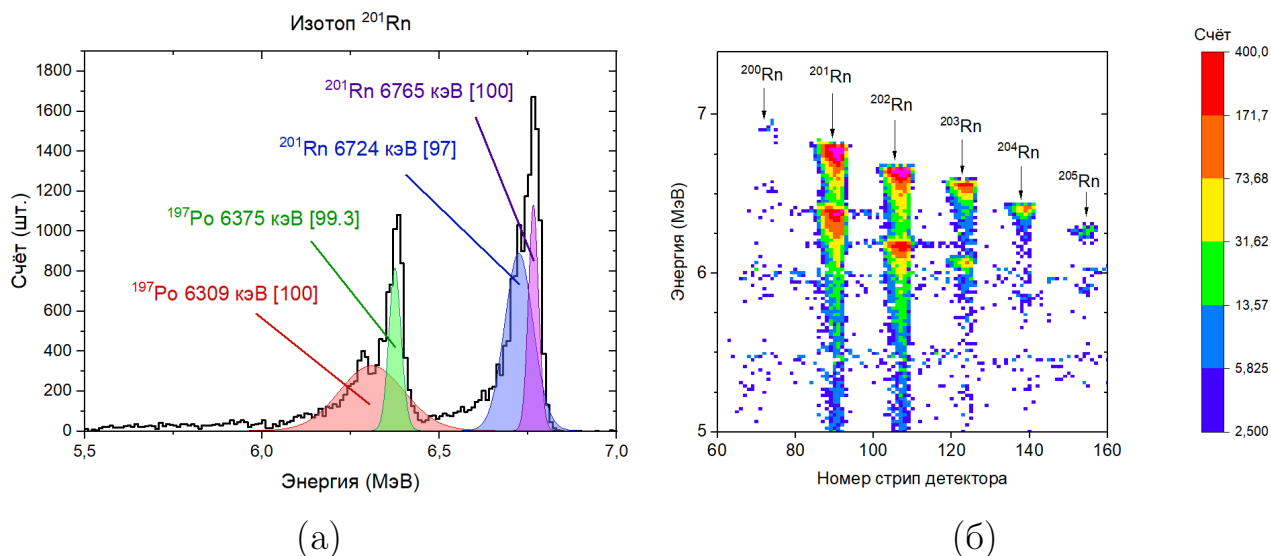 Изотоп ²⁰¹Rn
²⁰¹Rn 6765 кэВ [100]
²⁰¹Rn 6724 кэВ [97]
¹⁹⁷Po 6375 кэВ [99.3]
¹⁹⁷Po 6309 кэВ [100]
Счёт (шт.)
1800
1600
1400
1200
1000
800
600
400
200
0
5,5
6,0
6,5
7,0
Энергия (МэВ)
(а)
²⁰⁰Rn
²⁰¹Rn
²⁰²Rn
²⁰³Rn
²⁰⁴Rn
²⁰⁵Rn
Энергия (МэВ)
7
6
5
60
80
100
120
140
160
Номер стрип детектора
(б)
Счёт
400,0
171,7
73,68
31,62
13,57
5,825
2,500